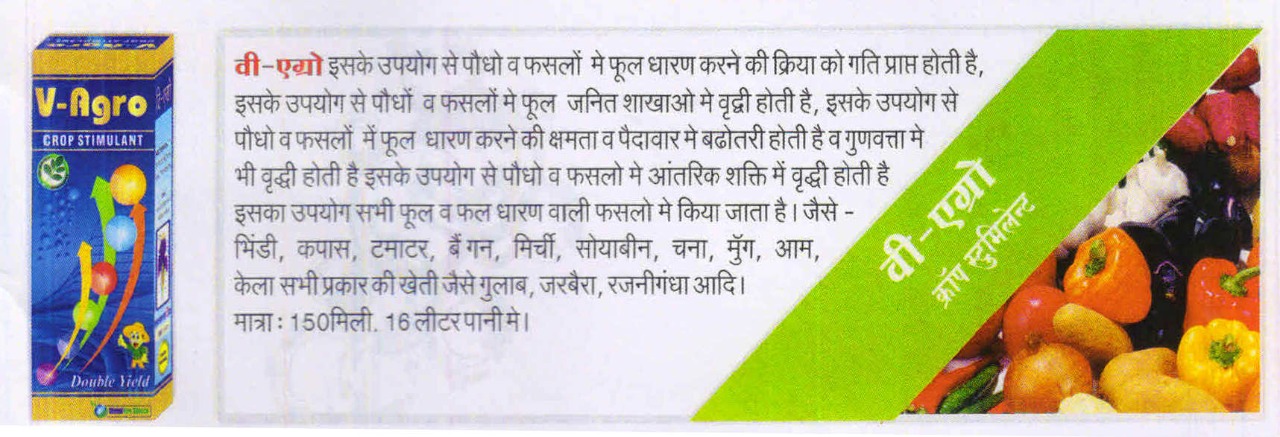 V-Agro
CROP STIMULANT
Double Yield
वी-एग्रो इसके उपयोग से पौधो व फसलों मे फूल धारण करने की क्रिया को गति प्राप्त होती है,
इसके उपयोग से पौधों व फसलों मे फूल जनित शाखाओ मे वृद्वी होती है, इसके उपयोग से
पौधो व फसलों में फूल धारण करने की क्षमता व पैदावार मे बढोतरी होती है व गुणवत्ता मे
भी वृद्धी होती है इसके उपयोग से पौधो व फसलो मे आंतरिक शक्ति में वृद्धी होती है
इसका उपयोग सभी फूल व फल धारण वाली फसलो मे किया जाता है। जैसे -
भिंडी, कपास, टमाटर, बैंगन, मिर्ची, सोयाबीन, चना, मुॅंग, आम,
केला सभी प्रकार की खेती जैसे गुलाब, जरबैरा, रजनीगंधा आदि।
मात्रा : 150मिली. 16 लीटर पानी मे।
वी-एग्रो
क्रॉप स्टुमिलेन्ट